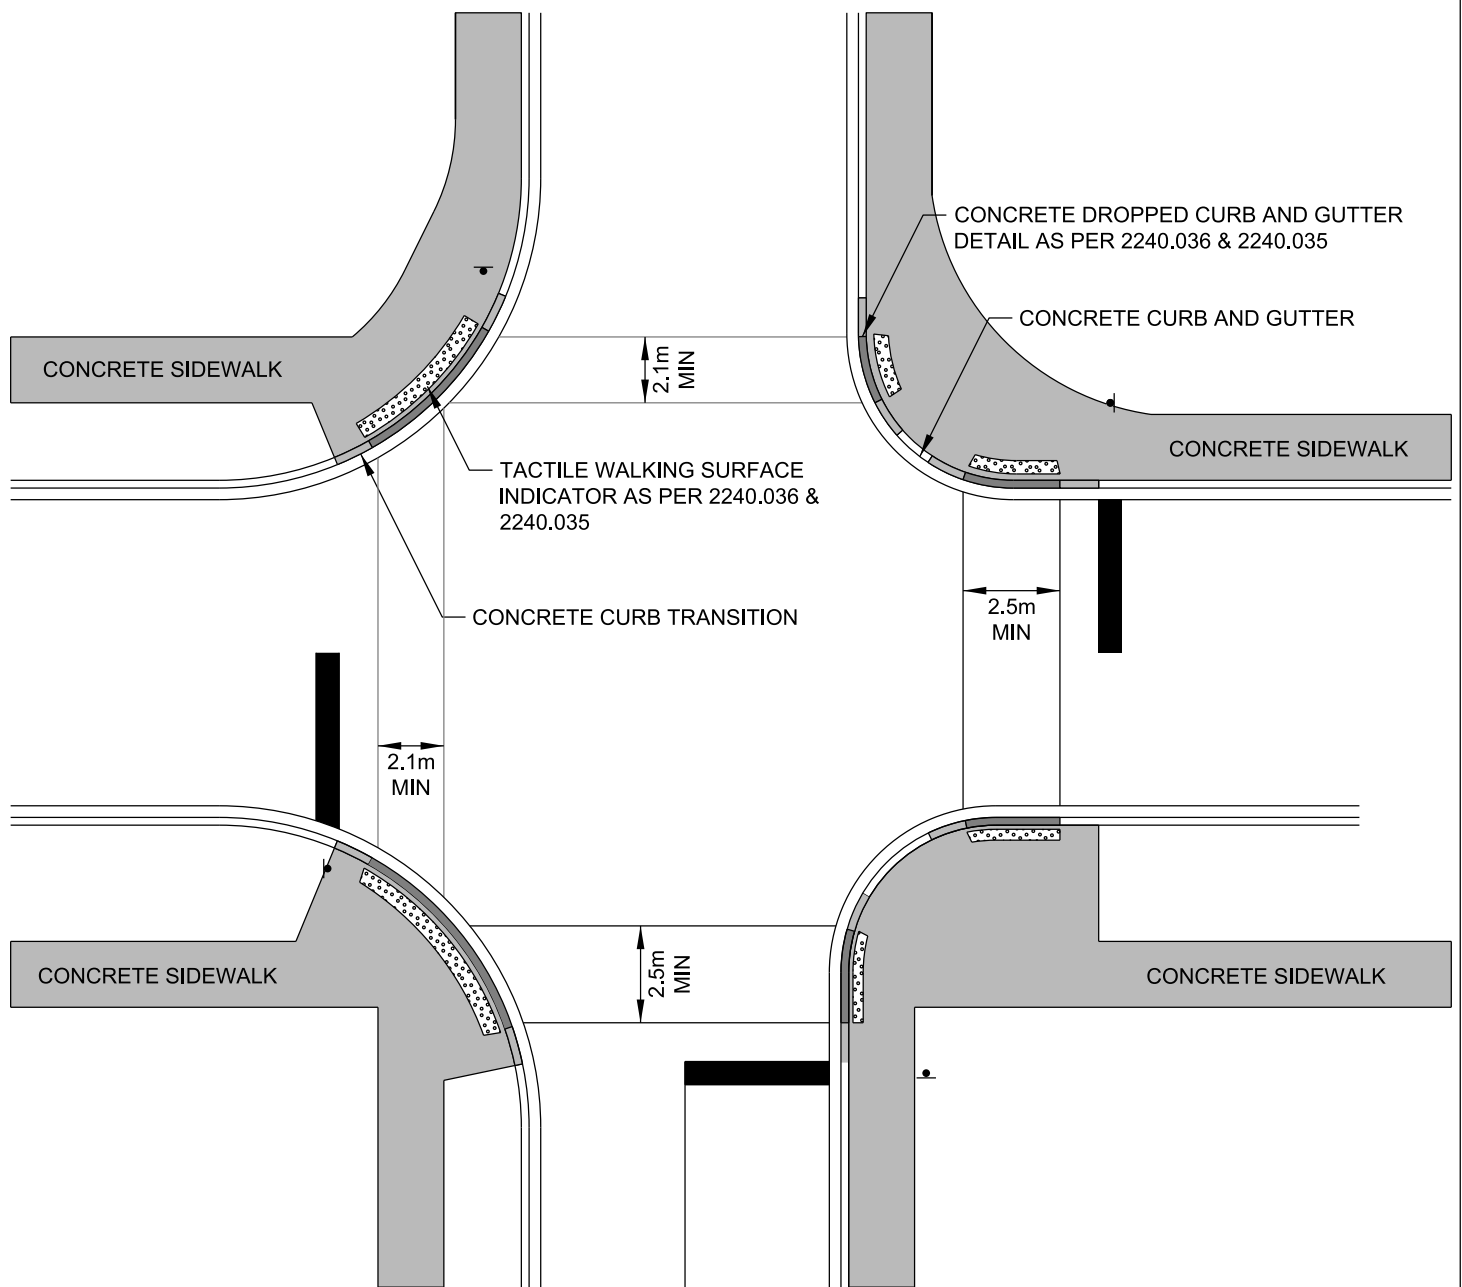 CONCRETE DROPPED CURB AND GUTTER
DETAIL AS PER 2240.036 & 2240.035
CONCRETE CURB AND GUTTER
CONCRETE SIDEWALK
2.1m
MIN
CONCRETE SIDEWALK
TACTILE WALKING SURFACE
INDICATOR AS PER 2240.036 &
2240.035
CONCRETE CURB TRANSITION
2.5m
MIN
2.1m
MIN
CONCRETE SIDEWALK
2.5m
MIN
CONCRETE SIDEWALK